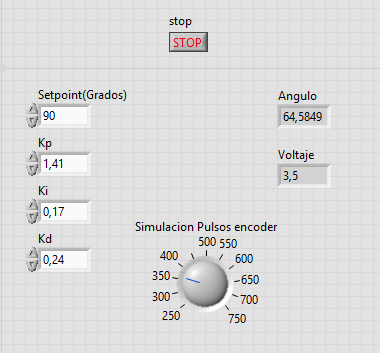 stop
STOP
Setpoint(Grados)
90
Kp
1,41
Ki
0,17
Kd
0,24
Angulo
64,5849
Voltaje
3,5
Simulacion Pulsos encoder
250
300
350
400
500
550
600
650
700
750